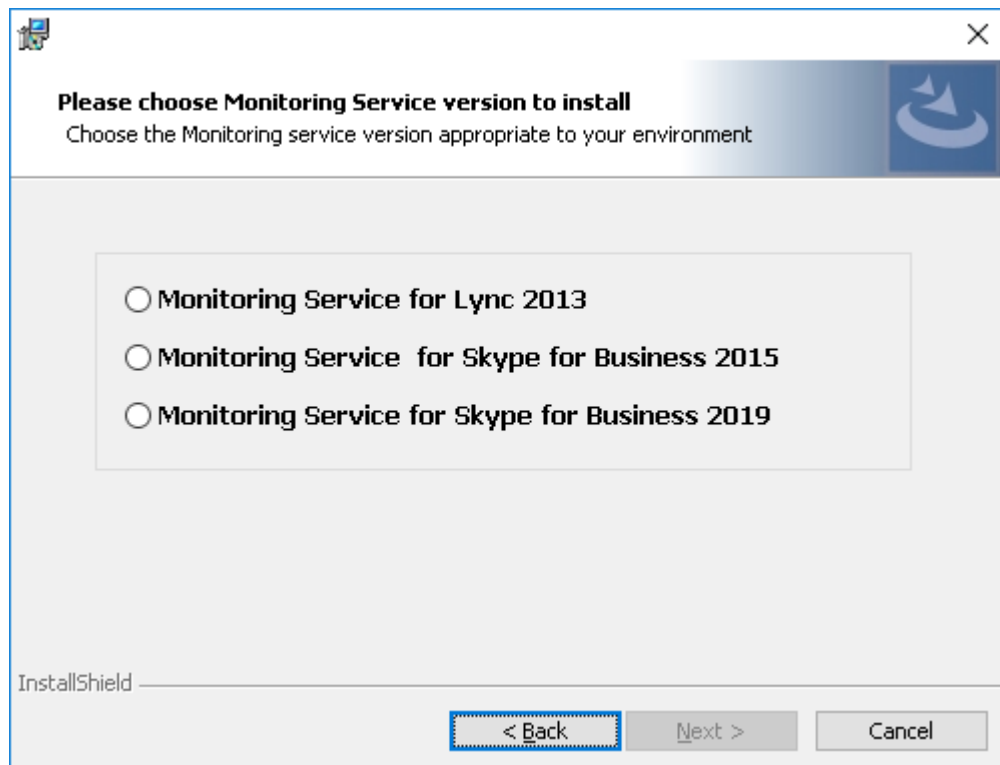 Please choose Monitoring Service version to install
Choose the Monitoring service version appropriate to your environment
Monitoring Service for Lync 2013
Monitoring Service  for Skype for Business 2015
Monitoring Service for Skype for Business 2019
InstallShield
< Back
Next >
Cancel